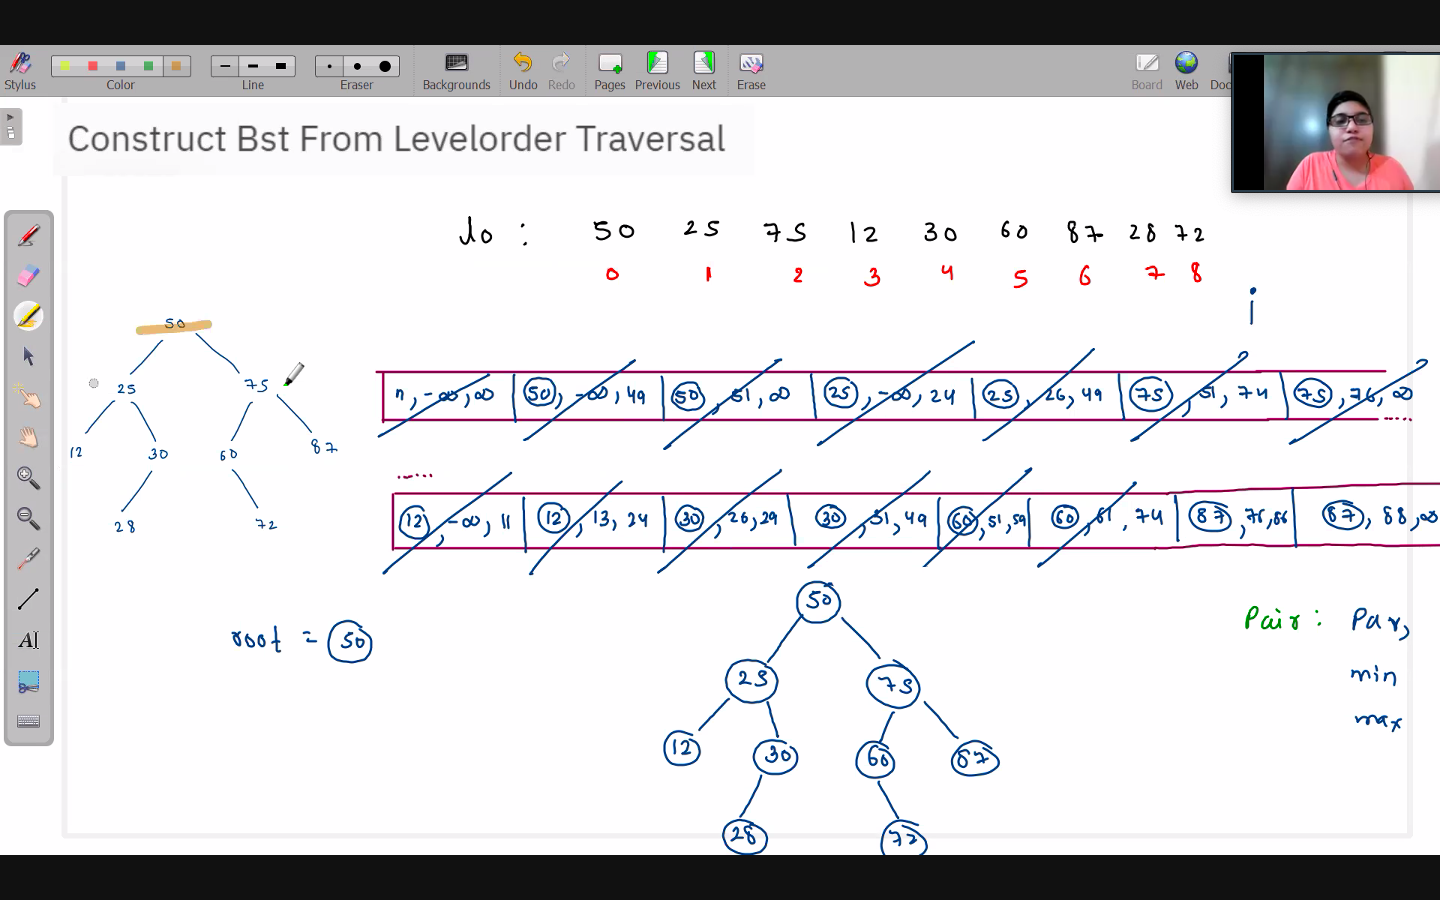 Stylus Color Line Eraser Backgrounds Undo Redo Pages Previous Next Erase Board Web
Construct Bst From Levelorder Traversal
lo : 50 25 75 12 30 60 87 28 72
0 1 2 3 4 5 6 7 8
i
50
25 75
12 30 60 87
28 72
n, -∞, ∞ | 50, -∞, 49 | 50, 51, ∞ | 25, -∞, 24 | 25, 26, 49 | 75, 51, 74 | 75, 76, ∞ .....
......
12, -∞, 11 | 12, 13, 24 | 30, 26, 29 | 30, 31, 49 | 60, 51, 59 | 60, 61, 74 | 87, 76, 86 | 87, 88, ∞
root = 50
50
25 75
12 30 60 87
28 72
Pair : Par,
min
max
A